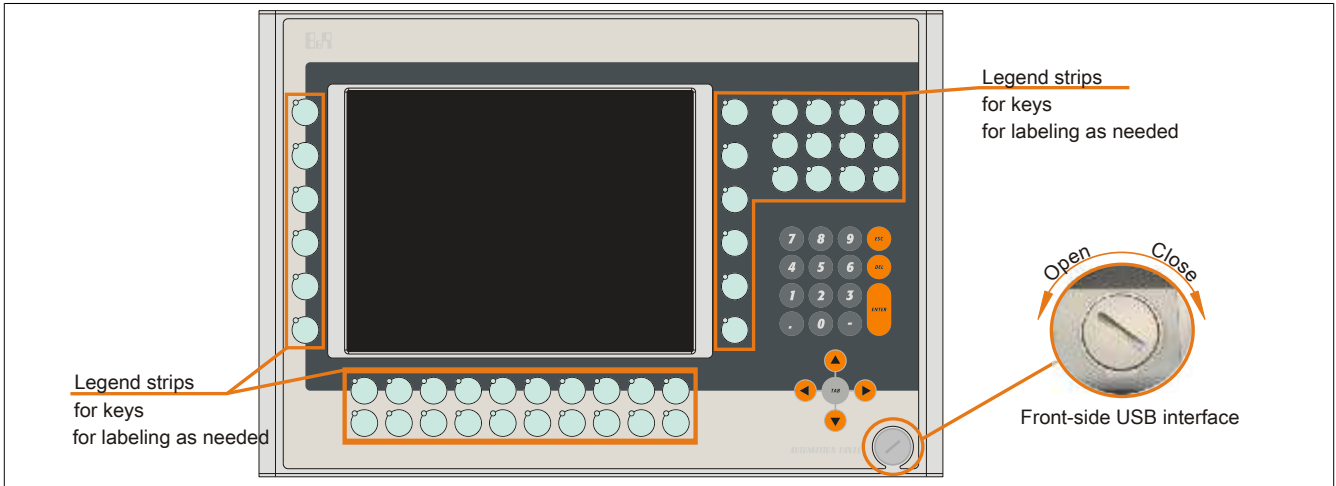 B&R
Legend strips
for keys
for labeling as needed
7 8 9 ESC
4 5 6 DEL
1 2 3
ENTER
. 0 -
TAB
Open
Close
Front-side USB interface
Legend strips
for keys
for labeling as needed